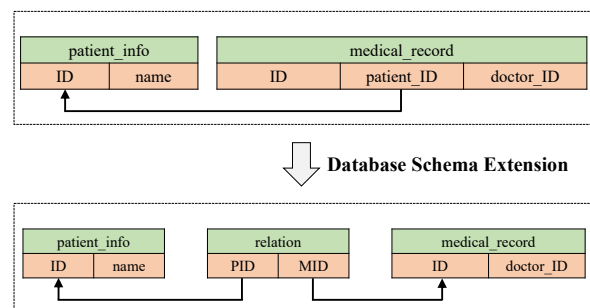 patient_info medical_record
ID name ID patient_ID doctor_ID
Database Schema Extension
patient_info relation medical_record
ID name PID MID ID doctor_ID